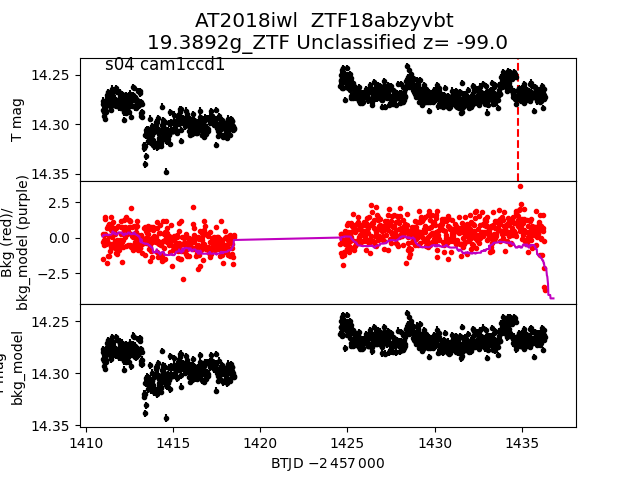 AT2018iwl  ZTF18abzyvbt
19.3892g_ZTF Unclassified z= -99.0
s04 cam1ccd1
14.25
14.30
14.35
T mag
2.5
0.0
−2.5
Bkg (red)/
bkg_model (purple)
14.25
14.30
14.35
mag
bkg_model
1410 1415 1420 1425 1430 1435
BTJD −2 457 000